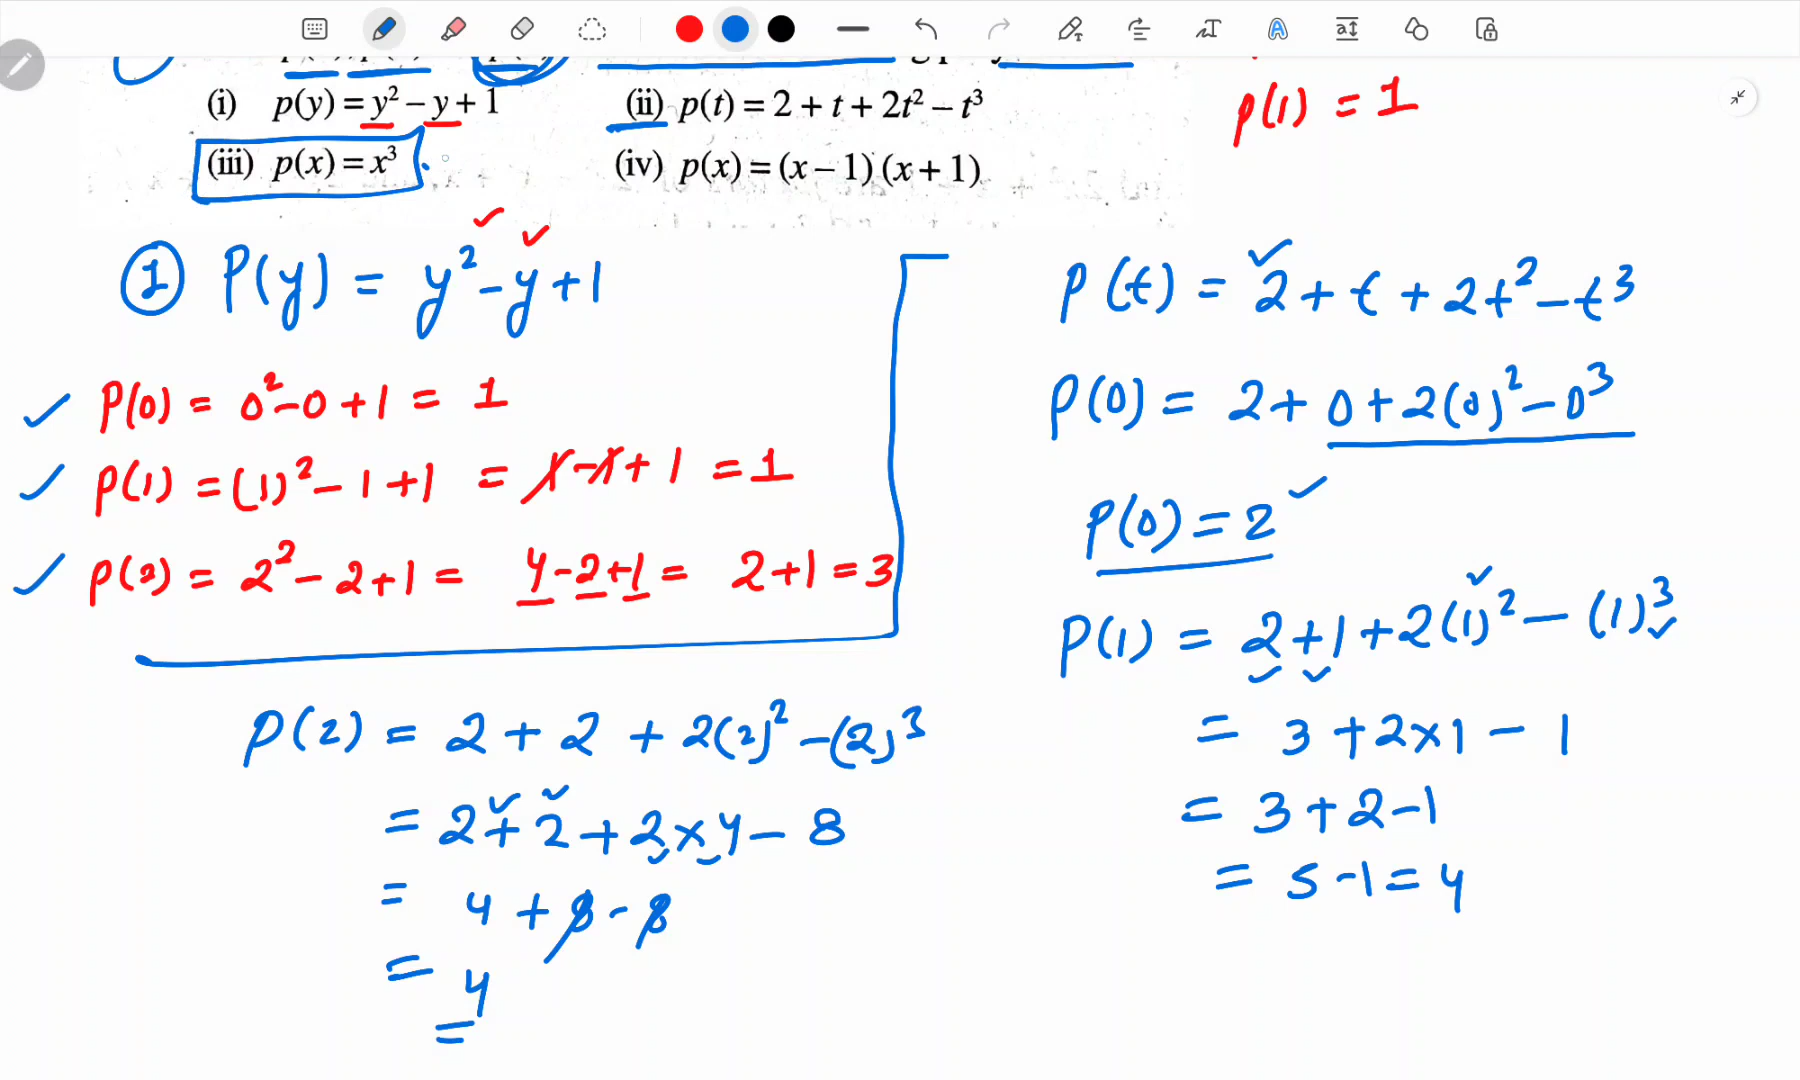 p(1) = 1
(i) p(y) = y² – y + 1 (ii) p(t) = 2 + t + 2t² – t³
(iii) p(x) = x³ (iv) p(x) = (x – 1) (x + 1)
① P(y) = y² - y + 1
P(0) = 0² - 0 + 1 = 1
P(1) = (1)² - 1 + 1 = 1 - 1 + 1 = 1
P(2) = 2² - 2 + 1 = 4 - 2 + 1 = 2 + 1 = 3
P(t) = 2 + t + 2t² - t³
P(0) = 2 + 0 + 2(0)² - 0³
P(0) = 2
P(1) = 2 + 1 + 2(1)² - (1)³
= 3 + 2 x 1 - 1
= 3 + 2 - 1
= 5 - 1 = 4
P(2) = 2 + 2 + 2(2)² - (2)³
= 2 + 2 + 2 x 4 - 8
= 4 + 8 - 8
= 4